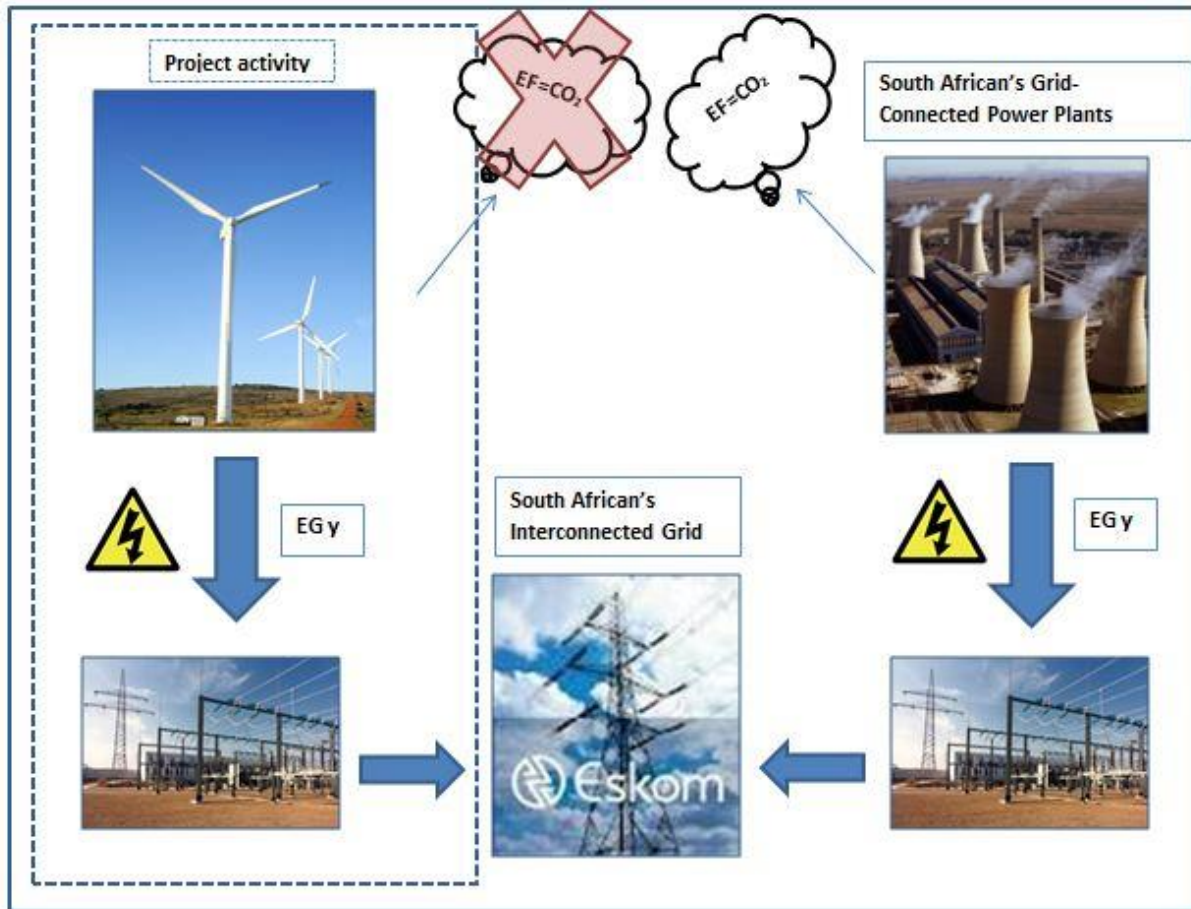 Project activity
EF=CO₂
EF=CO₂
South African's Grid-
Connected Power Plants
EG y
South African's
Interconnected Grid
EG y
Eskom